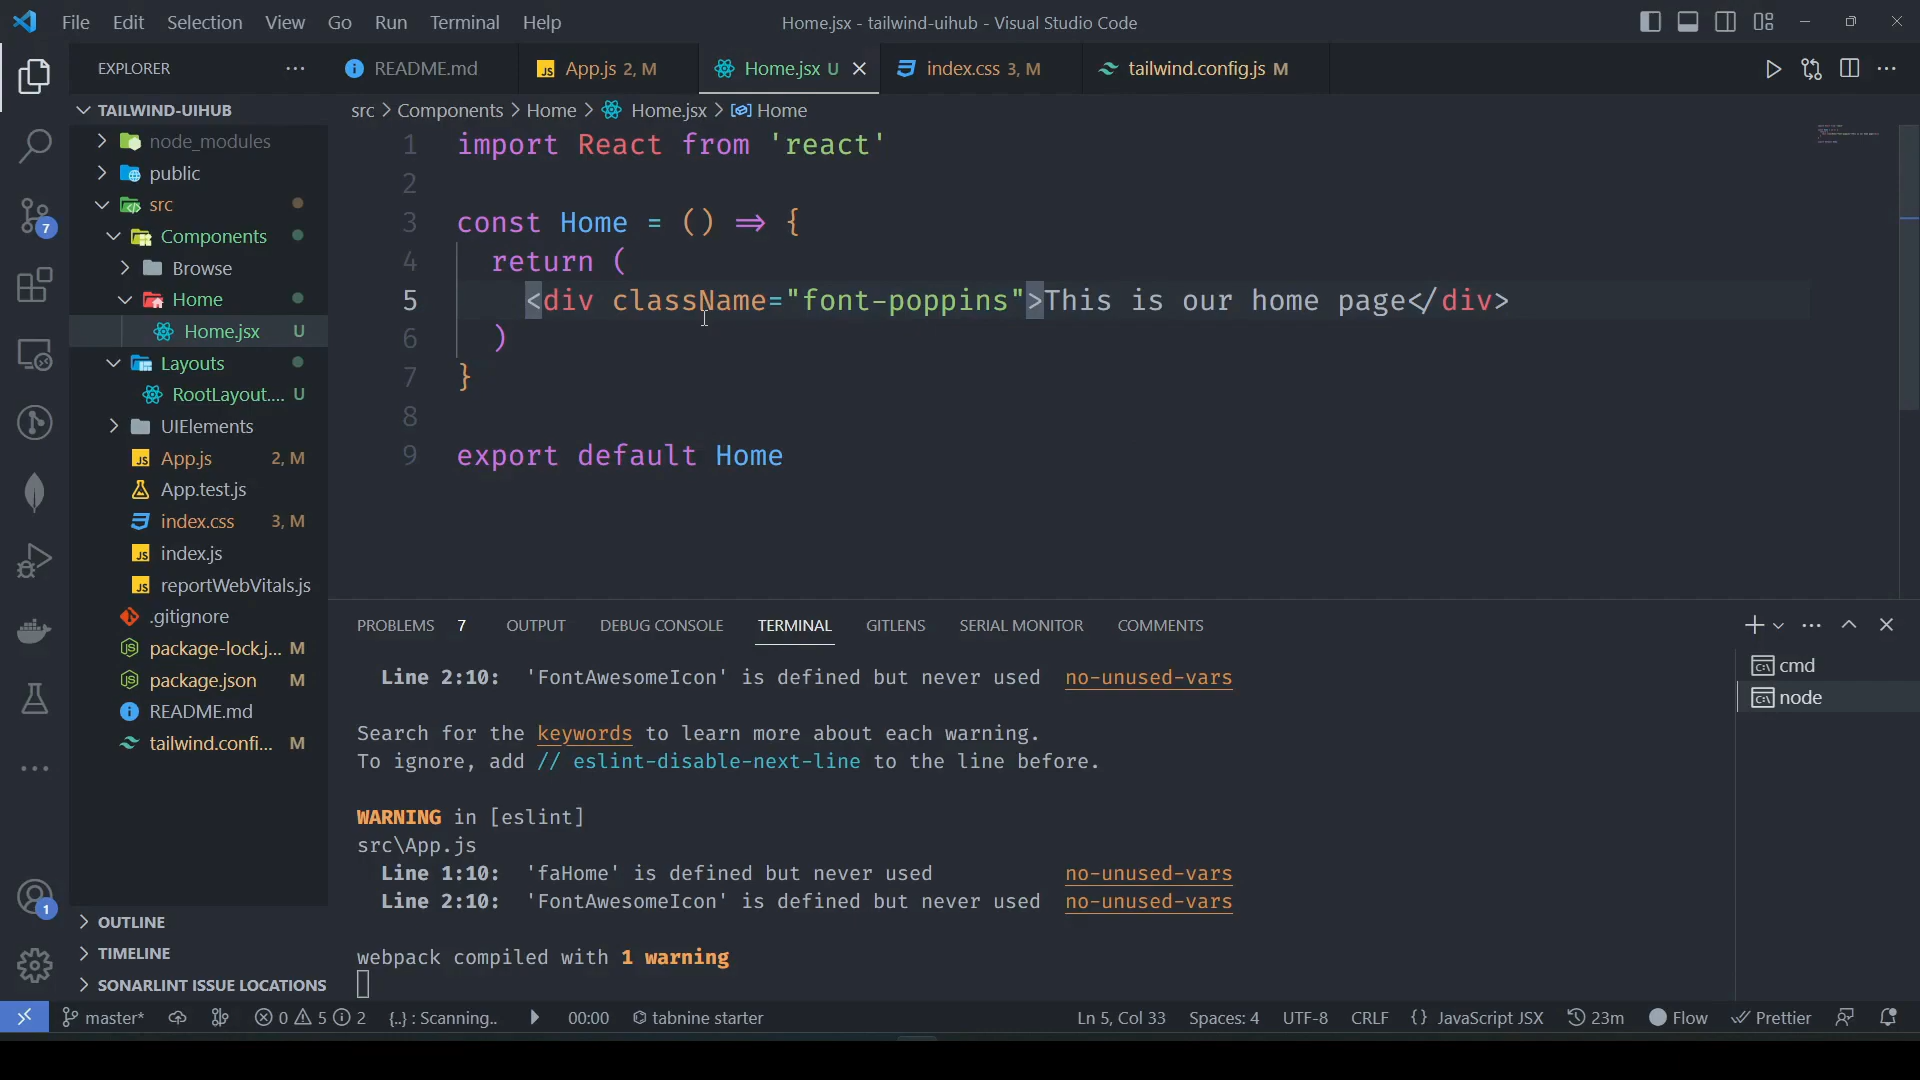 File Edit Selection View Go Run Terminal Help
Home.jsx - tailwind-uihub - Visual Studio Code
EXPLORER
README.md
App.js 2, M
Home.jsx U
index.css 3, M
tailwind.config.js M
TAILWIND-UIHUB
src > Components > Home > Home.jsx > Home
node_modules
public
src
Components
Browse
Home
Home.jsx U
Layouts
RootLayout.... U
UIElements
App.js 2, M
App.test.js
index.css 3, M
index.js
reportWebVitals.js
.gitignore
package-lock.j... M
package.json M
README.md
tailwind.confi... M
OUTLINE
TIMELINE
SONARLINT ISSUE LOCATIONS
7
1
1 import React from 'react'
2
3 const Home = () => {
4 return (
5 <div className="font-poppins">This is our home page</div>
6 )
7 }
8
9 export default Home
PROBLEMS 7 OUTPUT DEBUG CONSOLE TERMINAL GITLENS SERIAL MONITOR COMMENTS
cmd
node
Line 2:10: 'FontAwesomeIcon' is defined but never used no-unused-vars
Search for the keywords to learn more about each warning.
To ignore, add // eslint-disable-next-line to the line before.
WARNING in [eslint]
src\App.js
Line 1:10: 'faHome' is defined but never used no-unused-vars
Line 2:10: 'FontAwesomeIcon' is defined but never used no-unused-vars
webpack compiled with 1 warning
master* 0 5 2 {..} : Scanning.. 00:00 tabnine starter Ln 5, Col 33 Spaces: 4 UTF-8 CRLF {} JavaScript JSX 23m Flow Prettier